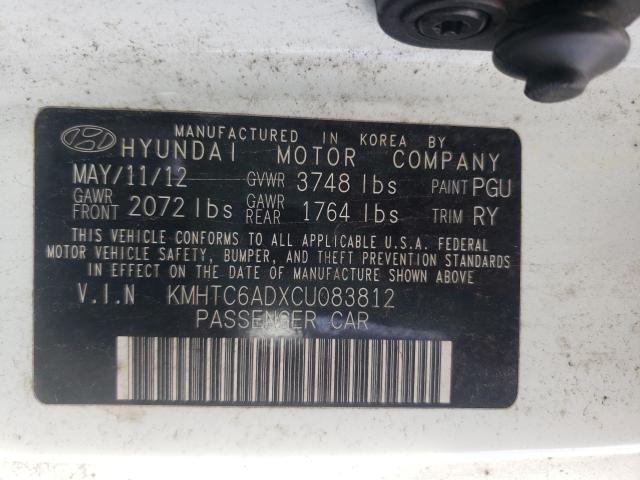 MANUFACTURED IN KOREA BY
HYUNDAI MOTOR COMPANY
MAY/11/12 GVWR 3748 lbs PAINT PGU
GAWR FRONT 2072 lbs GAWR REAR 1764 lbs TRIM RY
THIS VEHICLE CONFORMS TO ALL APPLICABLE U.S.A. FEDERAL
MOTOR VEHICLE SAFETY, BUMPER, AND THEFT PREVENTION STANDARDS
IN EFFECT ON THE DATE OF MANUFACTURE SHOWN ABOVE.
V.I.N KMHTC6ADXCU083812
PASSENGER CAR